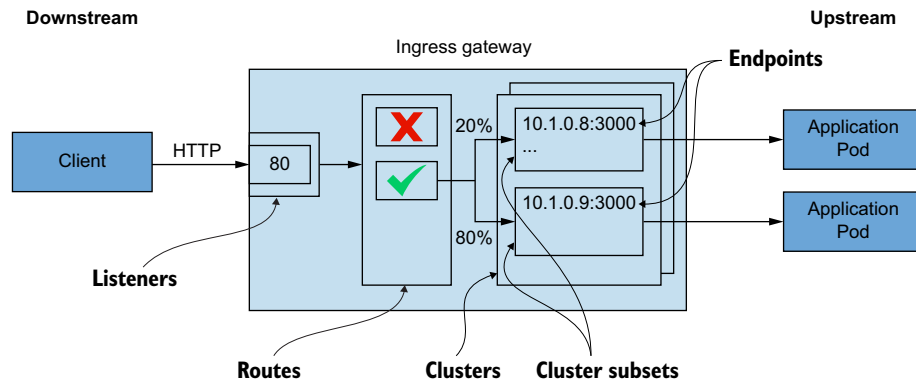 Downstream
Upstream
Ingress gateway
Endpoints
Client
HTTP
80
20%
80%
10.1.0.8:3000
...
10.1.0.9:3000
Application
Pod
Application
Pod
Listeners
Routes
Clusters
Cluster subsets